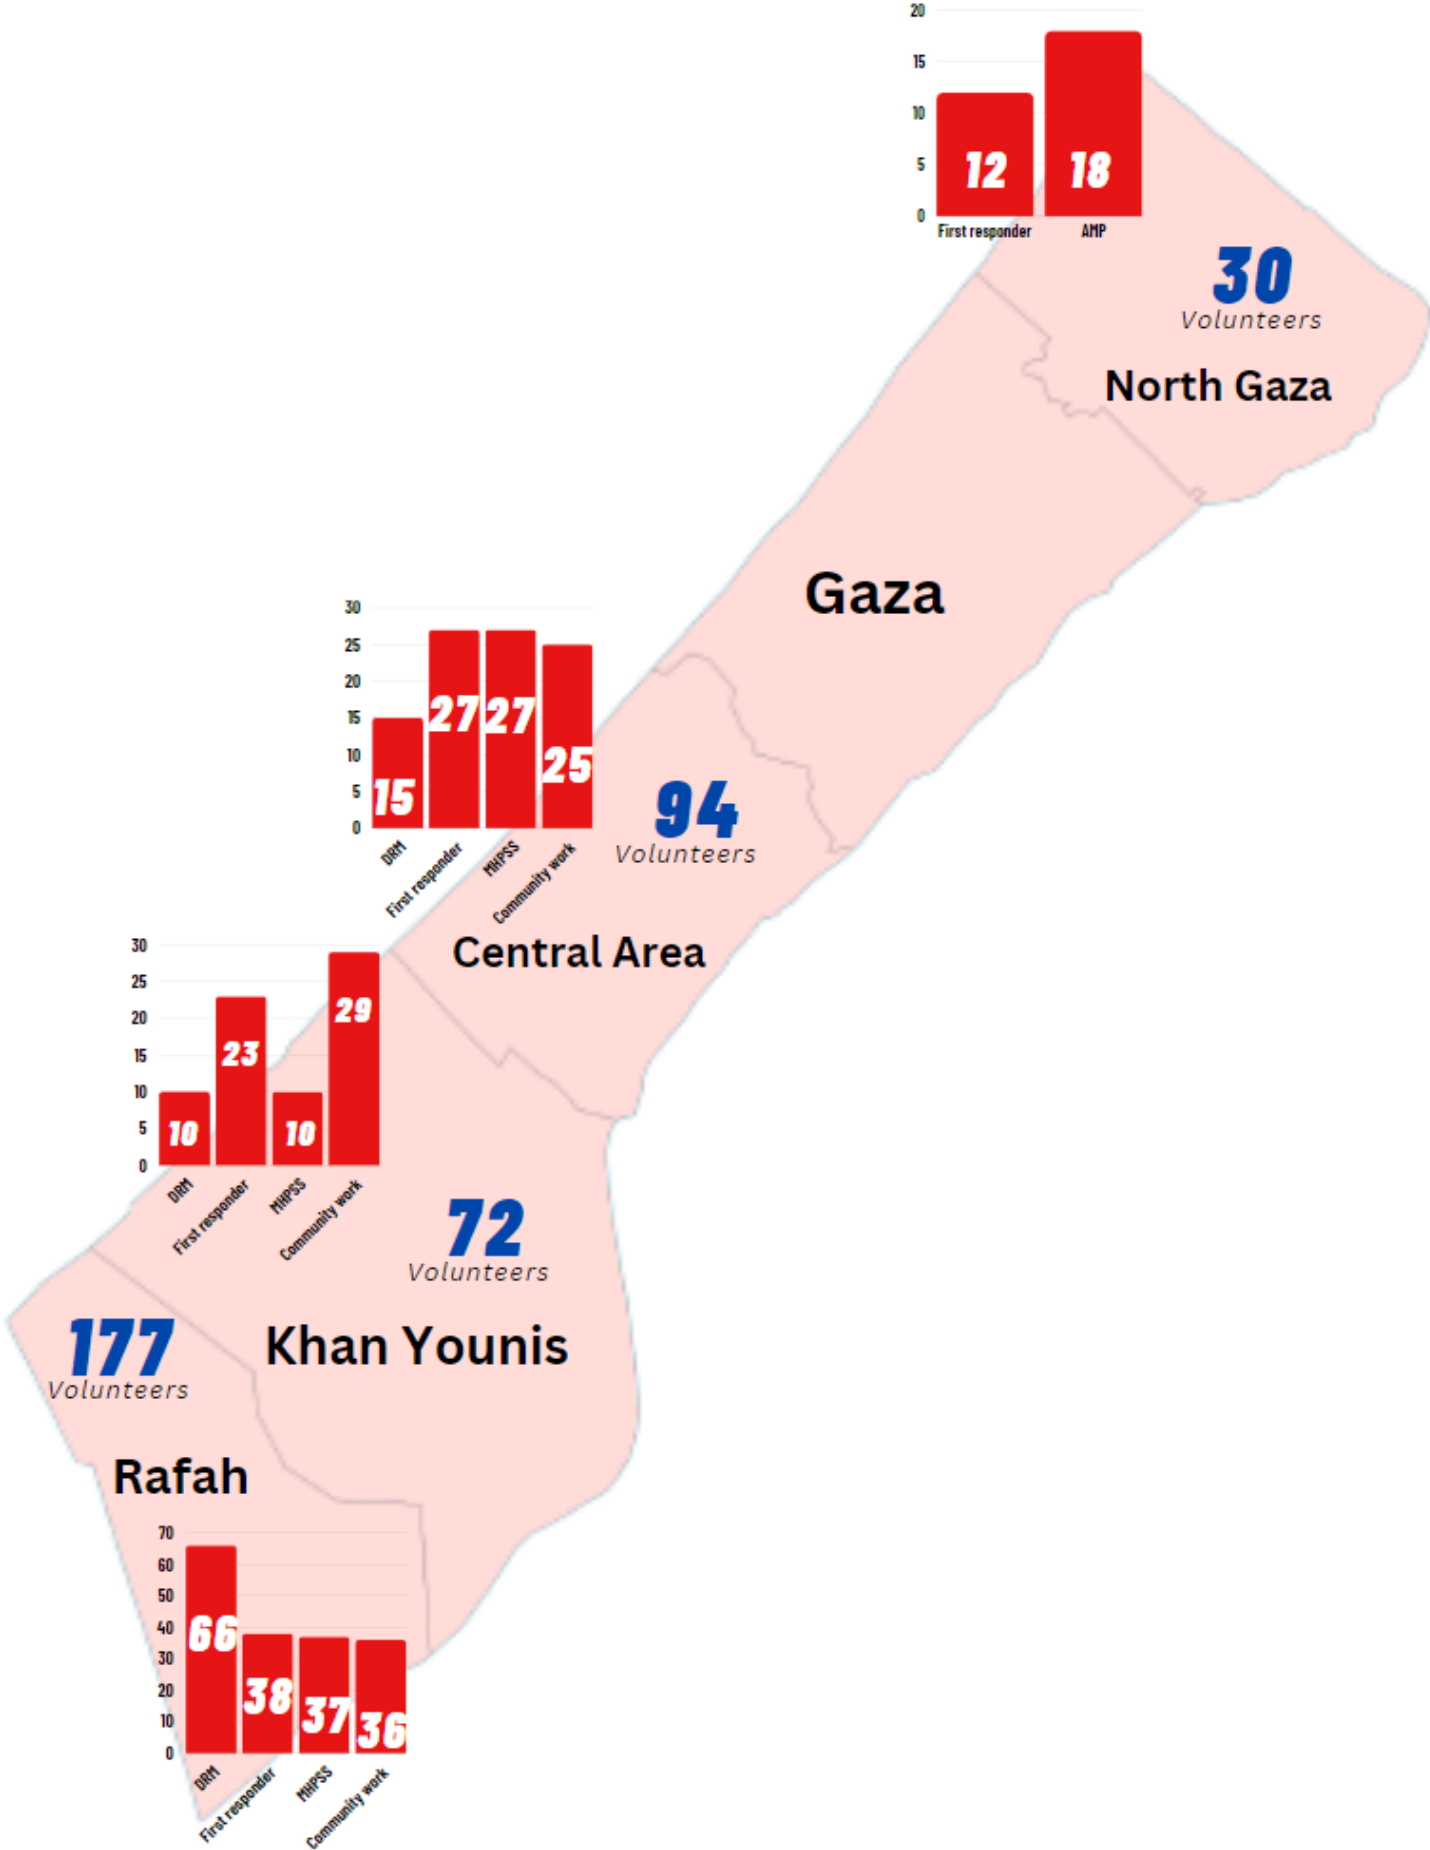 20
15
10
5
0
12
18
First responder
AMP
30
Volunteers
North Gaza
Gaza
30
25
20
15
10
5
0
15
27
27
25
DRM
First responder
MHPSS
Community work
94
Volunteers
Central Area
30
25
20
15
10
5
0
10
23
10
29
DRM
First responder
MHPSS
Community work
72
Volunteers
Khan Younis
177
Volunteers
Rafah
70
60
50
40
30
20
10
0
66
38
37
36
DRM
First responder
MHPSS
Community work